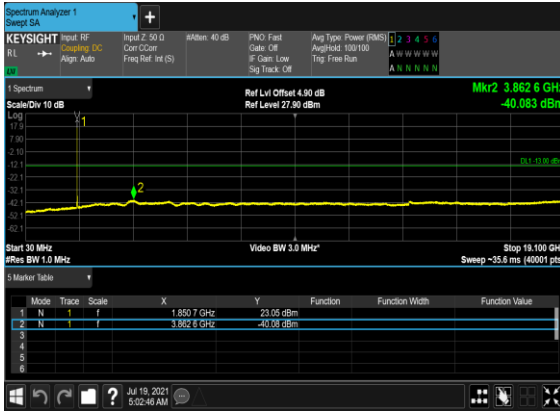 Spectrum Analyzer 1
Swept SA
KEYSIGHT Input: RF Input Z: 50 Ω #Atten: 40 dB PNO: Fast Avg Type: Power (RMS) 1 2 3 4 5 6
RL Coupling: DC Corr CCorr Gate: Off Avg|Hold: 100/100 A W W W W W
Align: Auto Freq Ref: Int (S) IF Gain: Low Trig: Free Run
Sig Track: Off A N N N N N
1 Spectrum Ref Lvl Offset 4.90 dB Mkr2 3.862 6 GHz
Scale/Div 10 dB Ref Level 27.90 dBm -40.083 dBm
Log
17.9 1
7.90
-2.10
-12.1 DL1 -13.00 dBm
-22.1
-32.1 2
-42.1
-52.1
-62.1
Start 30 MHz Video BW 3.0 MHz* Stop 19.100 GH
#Res BW 1.0 MHz Sweep ~35.6 ms (40001 pts
5 Marker Table
Mode Trace Scale X Y Function Function Width Function Value
1 N 1 f 1.850 7 GHz 23.05 dBm
2 N 1 f 3.862 6 GHz -40.08 dBm
3
4
5
6
Jul 19, 2021
5:02:46 AM